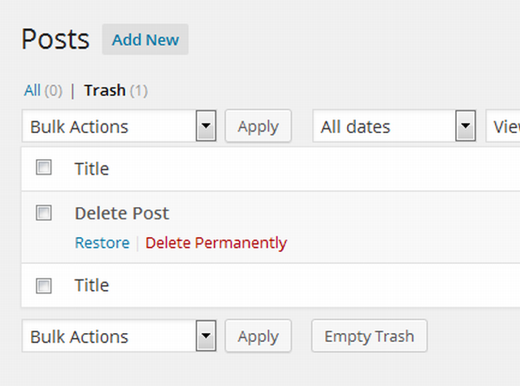 Posts Add New
All (0) | Trash (1)
Bulk Actions Apply All dates View
Title
Delete Post
Restore | Delete Permanently
Title
Bulk Actions Apply Empty Trash